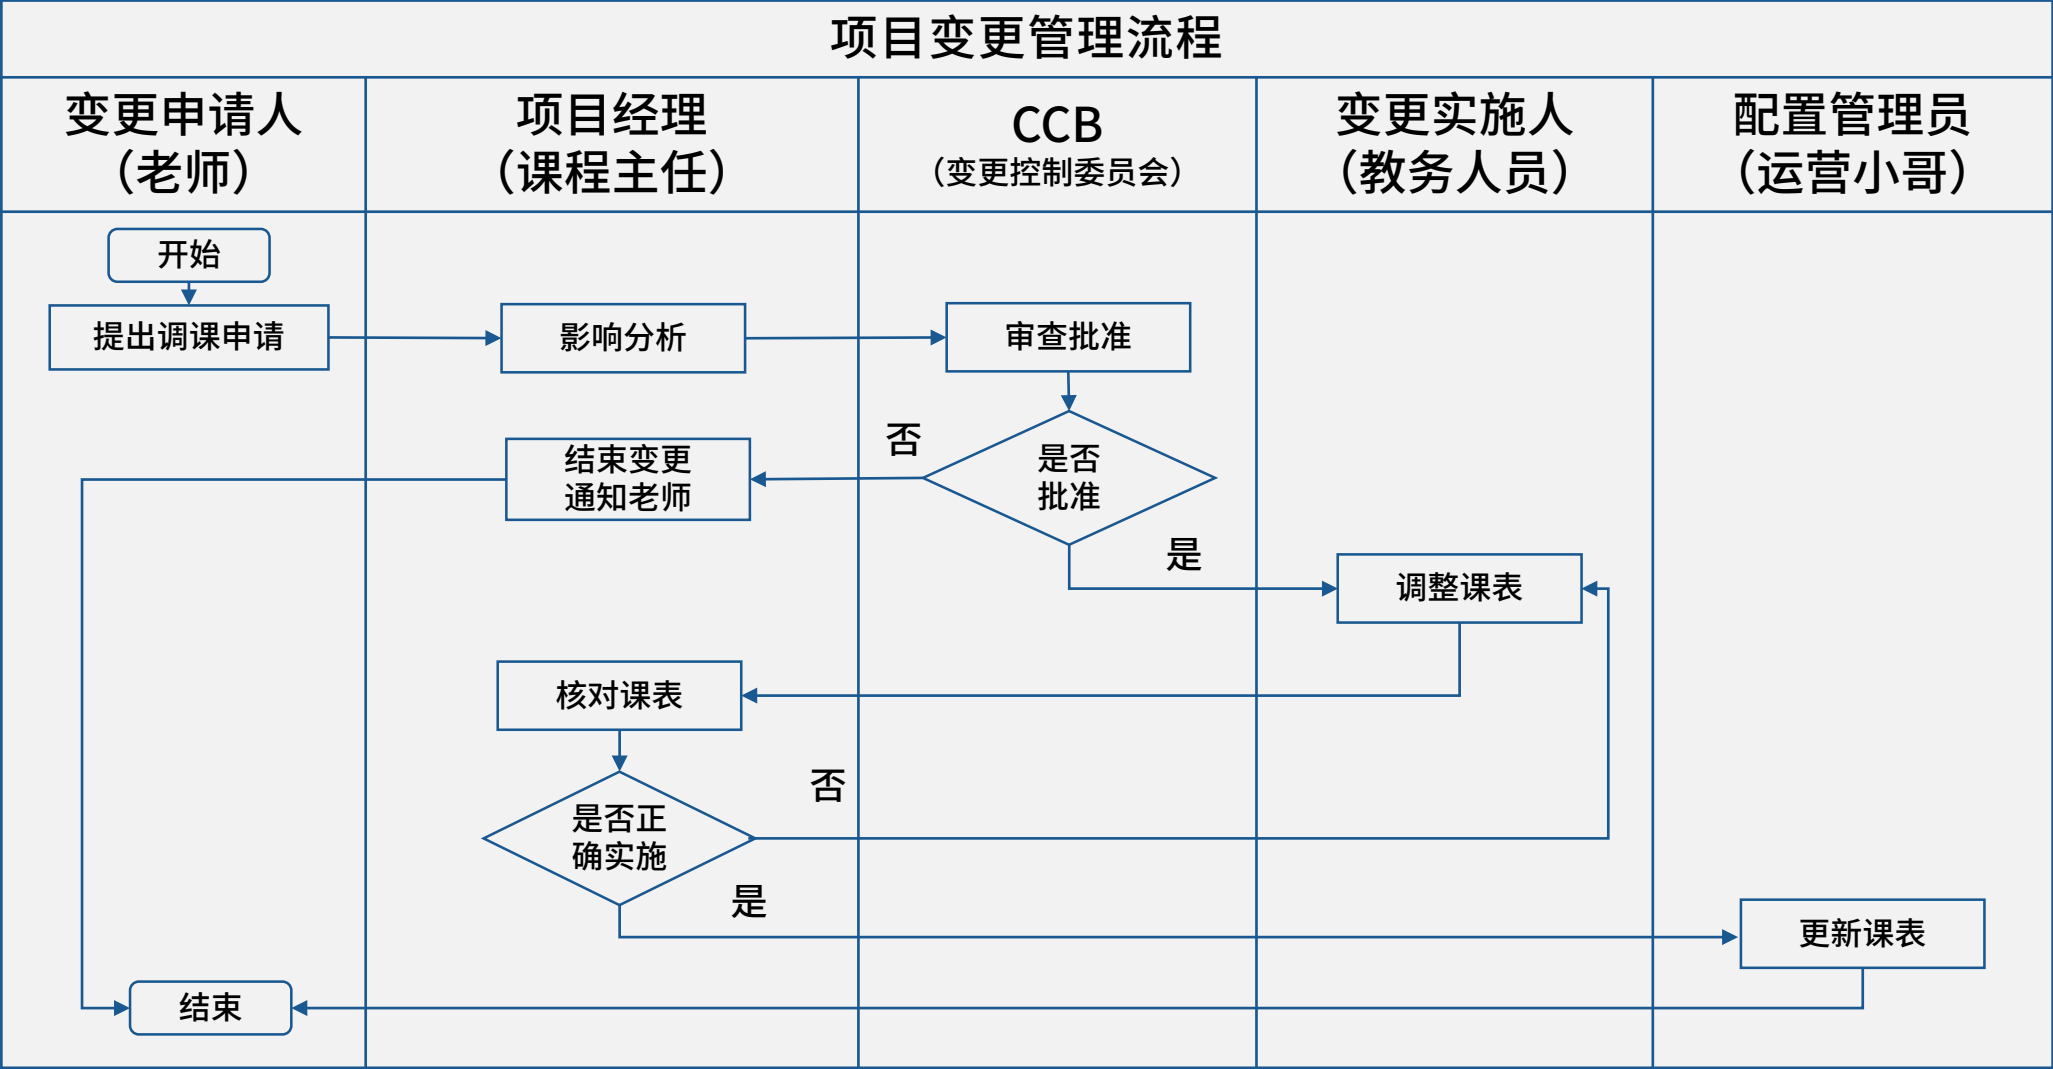 项目变更管理流程
变更申请人
（老师）
项目经理
（课程主任）
CCB
（变更控制委员会）
变更实施人
（教务人员）
配置管理员
（运营小哥）
开始
提出调课申请
影响分析
审查批准
否
结束变更
通知老师
是否
批准
是
调整课表
核对课表
否
是否正
确实施
是
更新课表
结束